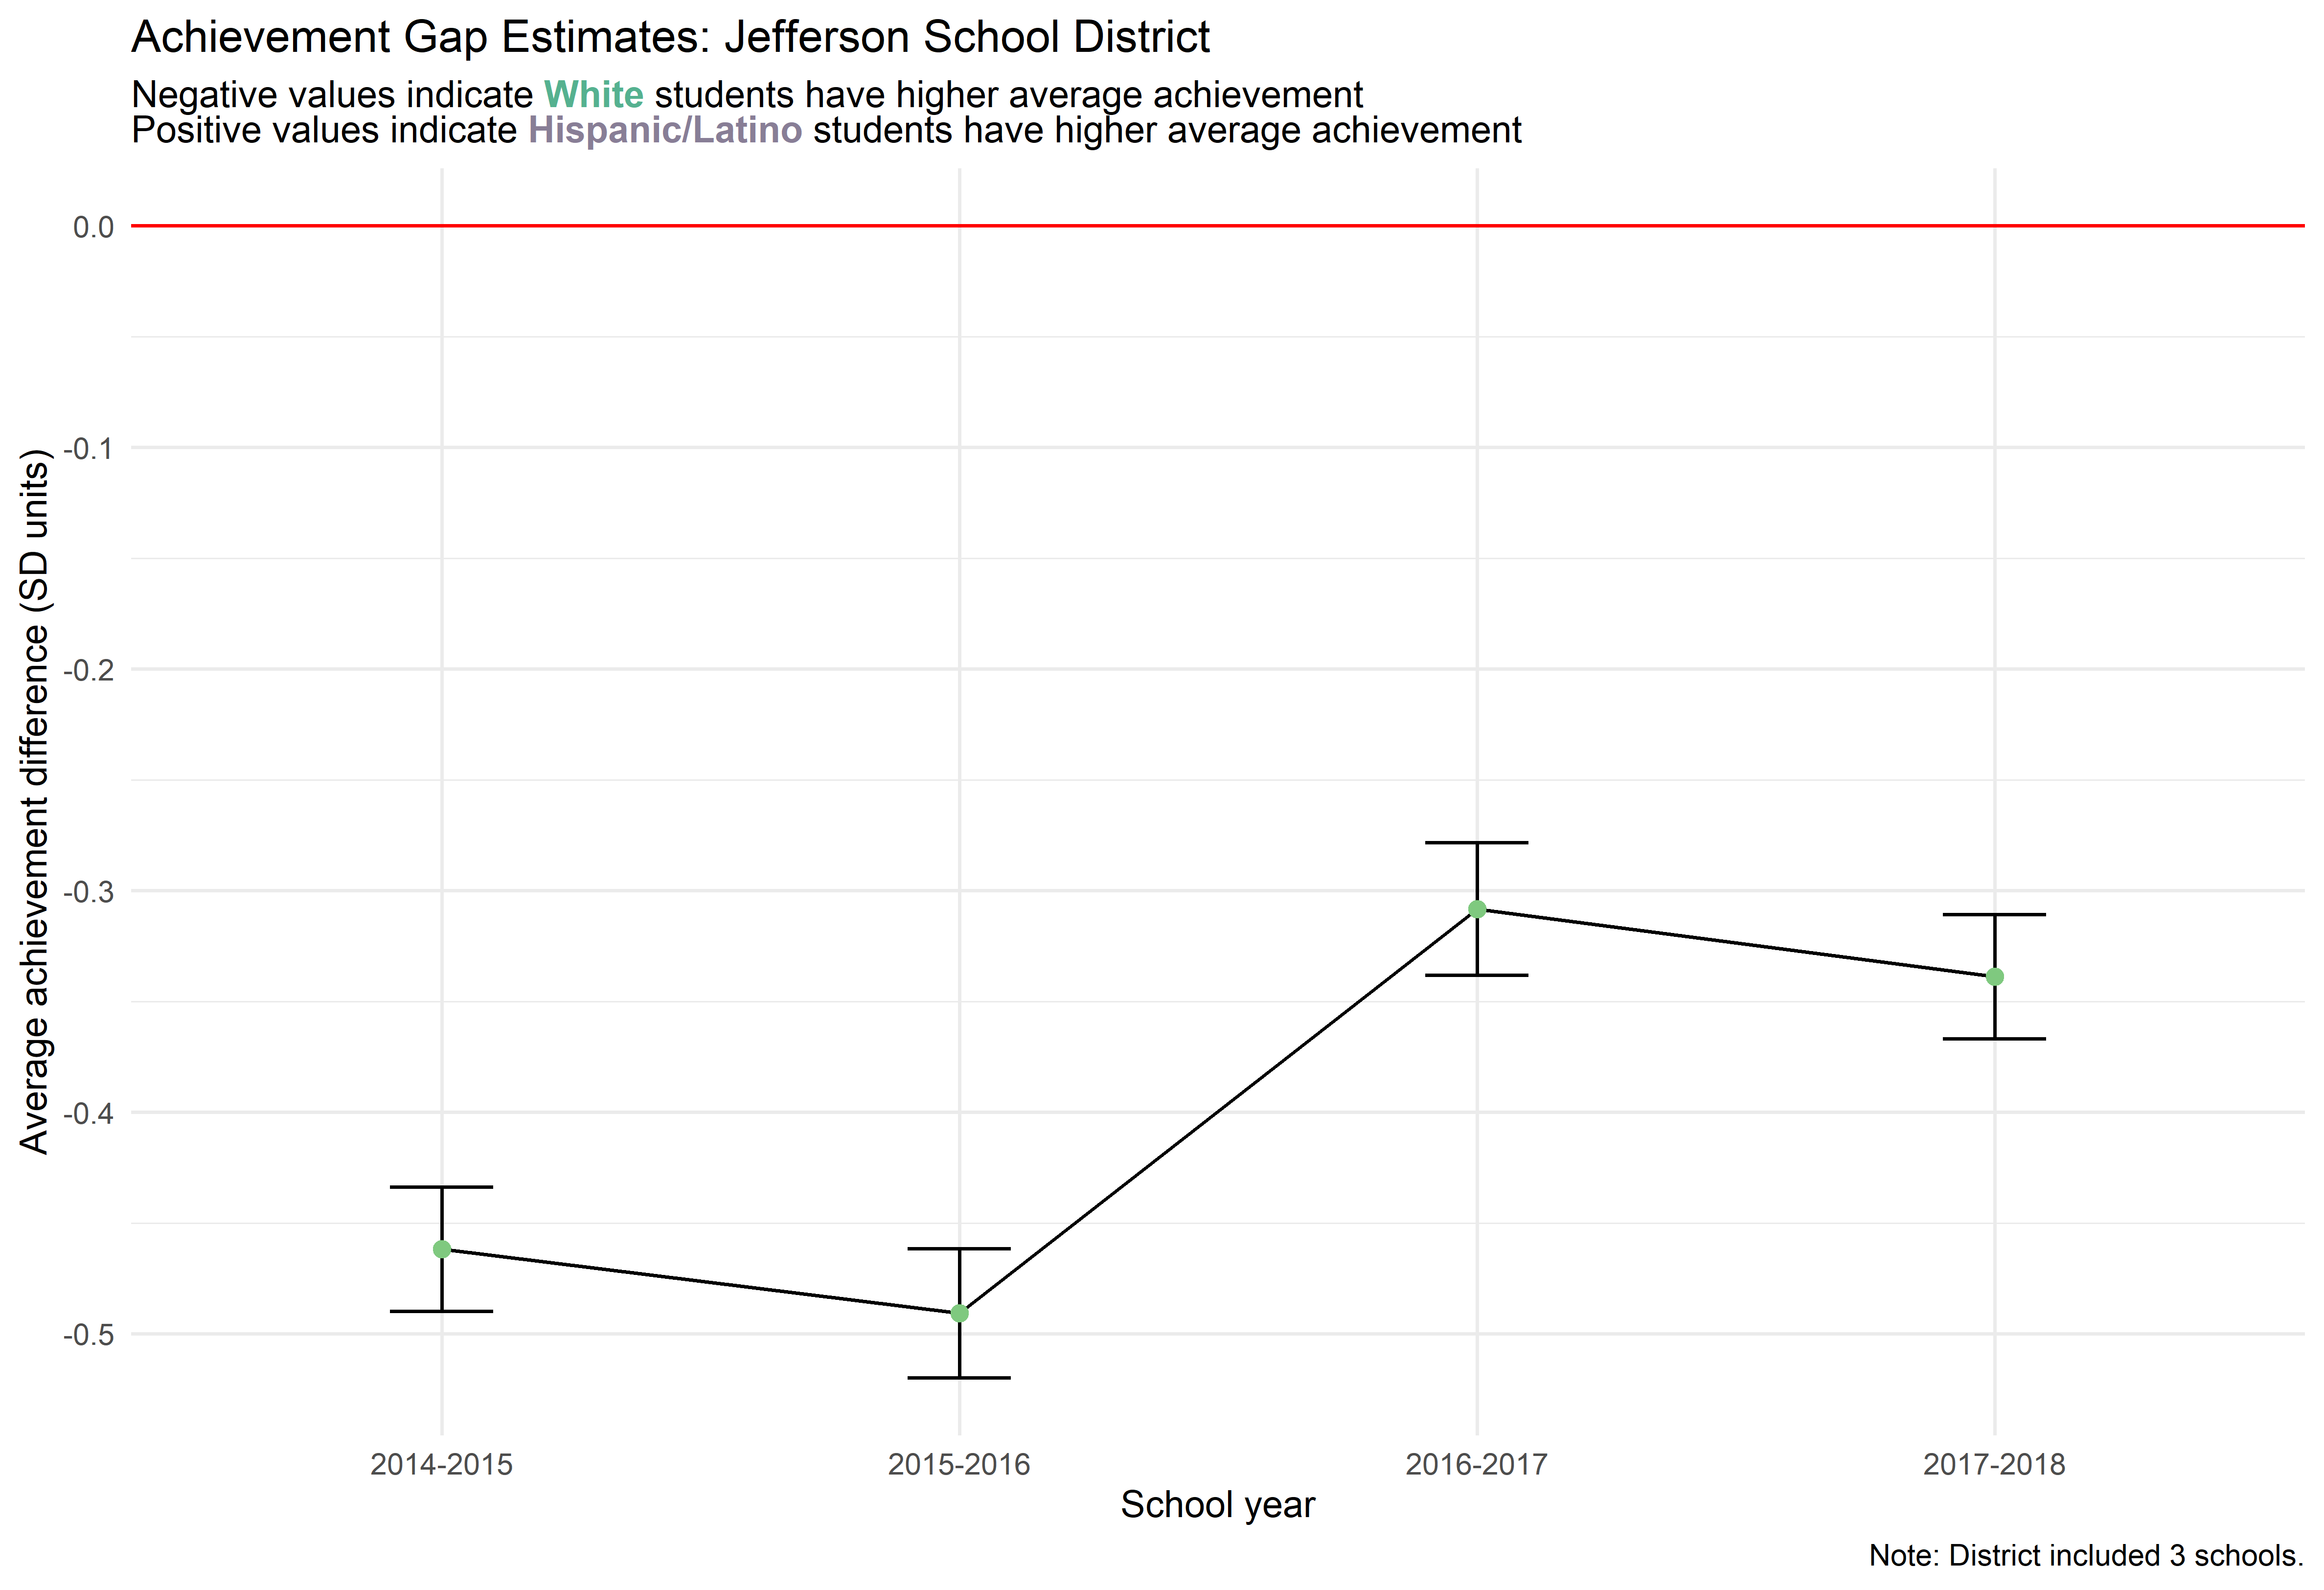 Achievement Gap Estimates: Jefferson School District
Negative values indicate White students have higher average achievement
Positive values indicate Hispanic/Latino students have higher average achievement
Average achievement difference (SD units)
0.0
-0.1
-0.2
-0.3
-0.4
-0.5
2014-2015
2015-2016
2016-2017
2017-2018
School year
Note: District included 3 schools.